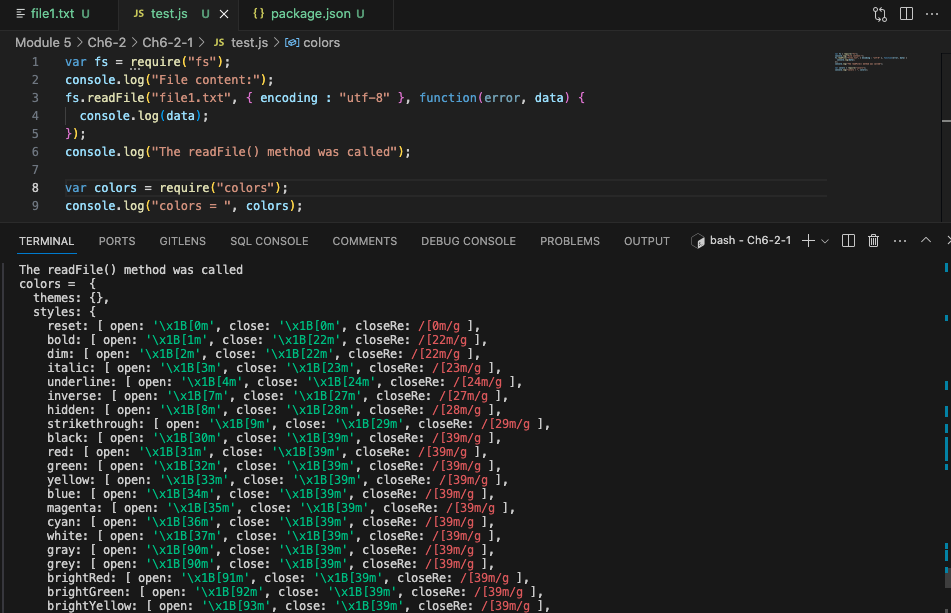 file1.txt U
JS test.js U
{} package.json U
Module 5 > Ch6-2 > Ch6-2-1 > JS test.js > colors
1 var fs = require("fs");
2 console.log("File content:");
3 fs.readFile("file1.txt", { encoding : "utf-8" }, function(error, data) {
4   console.log(data);
5 });
6 console.log("The readFile() method was called");
7
8 var colors = require("colors");
9 console.log("colors = ", colors);
TERMINAL PORTS GITLENS SQL CONSOLE COMMENTS DEBUG CONSOLE PROBLEMS OUTPUT bash - Ch6-2-1
The readFile() method was called
colors =  {
  themes: {},
  styles: {
    reset: [ open: '\x1B[0m', close: '\x1B[0m', closeRe: /[0m/g ],
    bold: [ open: '\x1B[1m', close: '\x1B[22m', closeRe: /[22m/g ],
    dim: [ open: '\x1B[2m', close: '\x1B[22m', closeRe: /[22m/g ],
    italic: [ open: '\x1B[3m', close: '\x1B[23m', closeRe: /[23m/g ],
    underline: [ open: '\x1B[4m', close: '\x1B[24m', closeRe: /[24m/g ],
    inverse: [ open: '\x1B[7m', close: '\x1B[27m', closeRe: /[27m/g ],
    hidden: [ open: '\x1B[8m', close: '\x1B[28m', closeRe: /[28m/g ],
    strikethrough: [ open: '\x1B[9m', close: '\x1B[29m', closeRe: /[29m/g ],
    black: [ open: '\x1B[30m', close: '\x1B[39m', closeRe: /[39m/g ],
    red: [ open: '\x1B[31m', close: '\x1B[39m', closeRe: /[39m/g ],
    green: [ open: '\x1B[32m', close: '\x1B[39m', closeRe: /[39m/g ],
    yellow: [ open: '\x1B[33m', close: '\x1B[39m', closeRe: /[39m/g ],
    blue: [ open: '\x1B[34m', close: '\x1B[39m', closeRe: /[39m/g ],
    magenta: [ open: '\x1B[35m', close: '\x1B[39m', closeRe: /[39m/g ],
    cyan: [ open: '\x1B[36m', close: '\x1B[39m', closeRe: /[39m/g ],
    white: [ open: '\x1B[37m', close: '\x1B[39m', closeRe: /[39m/g ],
    gray: [ open: '\x1B[90m', close: '\x1B[39m', closeRe: /[39m/g ],
    grey: [ open: '\x1B[90m', close: '\x1B[39m', closeRe: /[39m/g ],
    brightRed: [ open: '\x1B[91m', close: '\x1B[39m', closeRe: /[39m/g ],
    brightGreen: [ open: '\x1B[92m', close: '\x1B[39m', closeRe: /[39m/g ],
    brightYellow: [ open: '\x1B[93m', close: '\x1B[39m', closeRe: /[39m/g ],